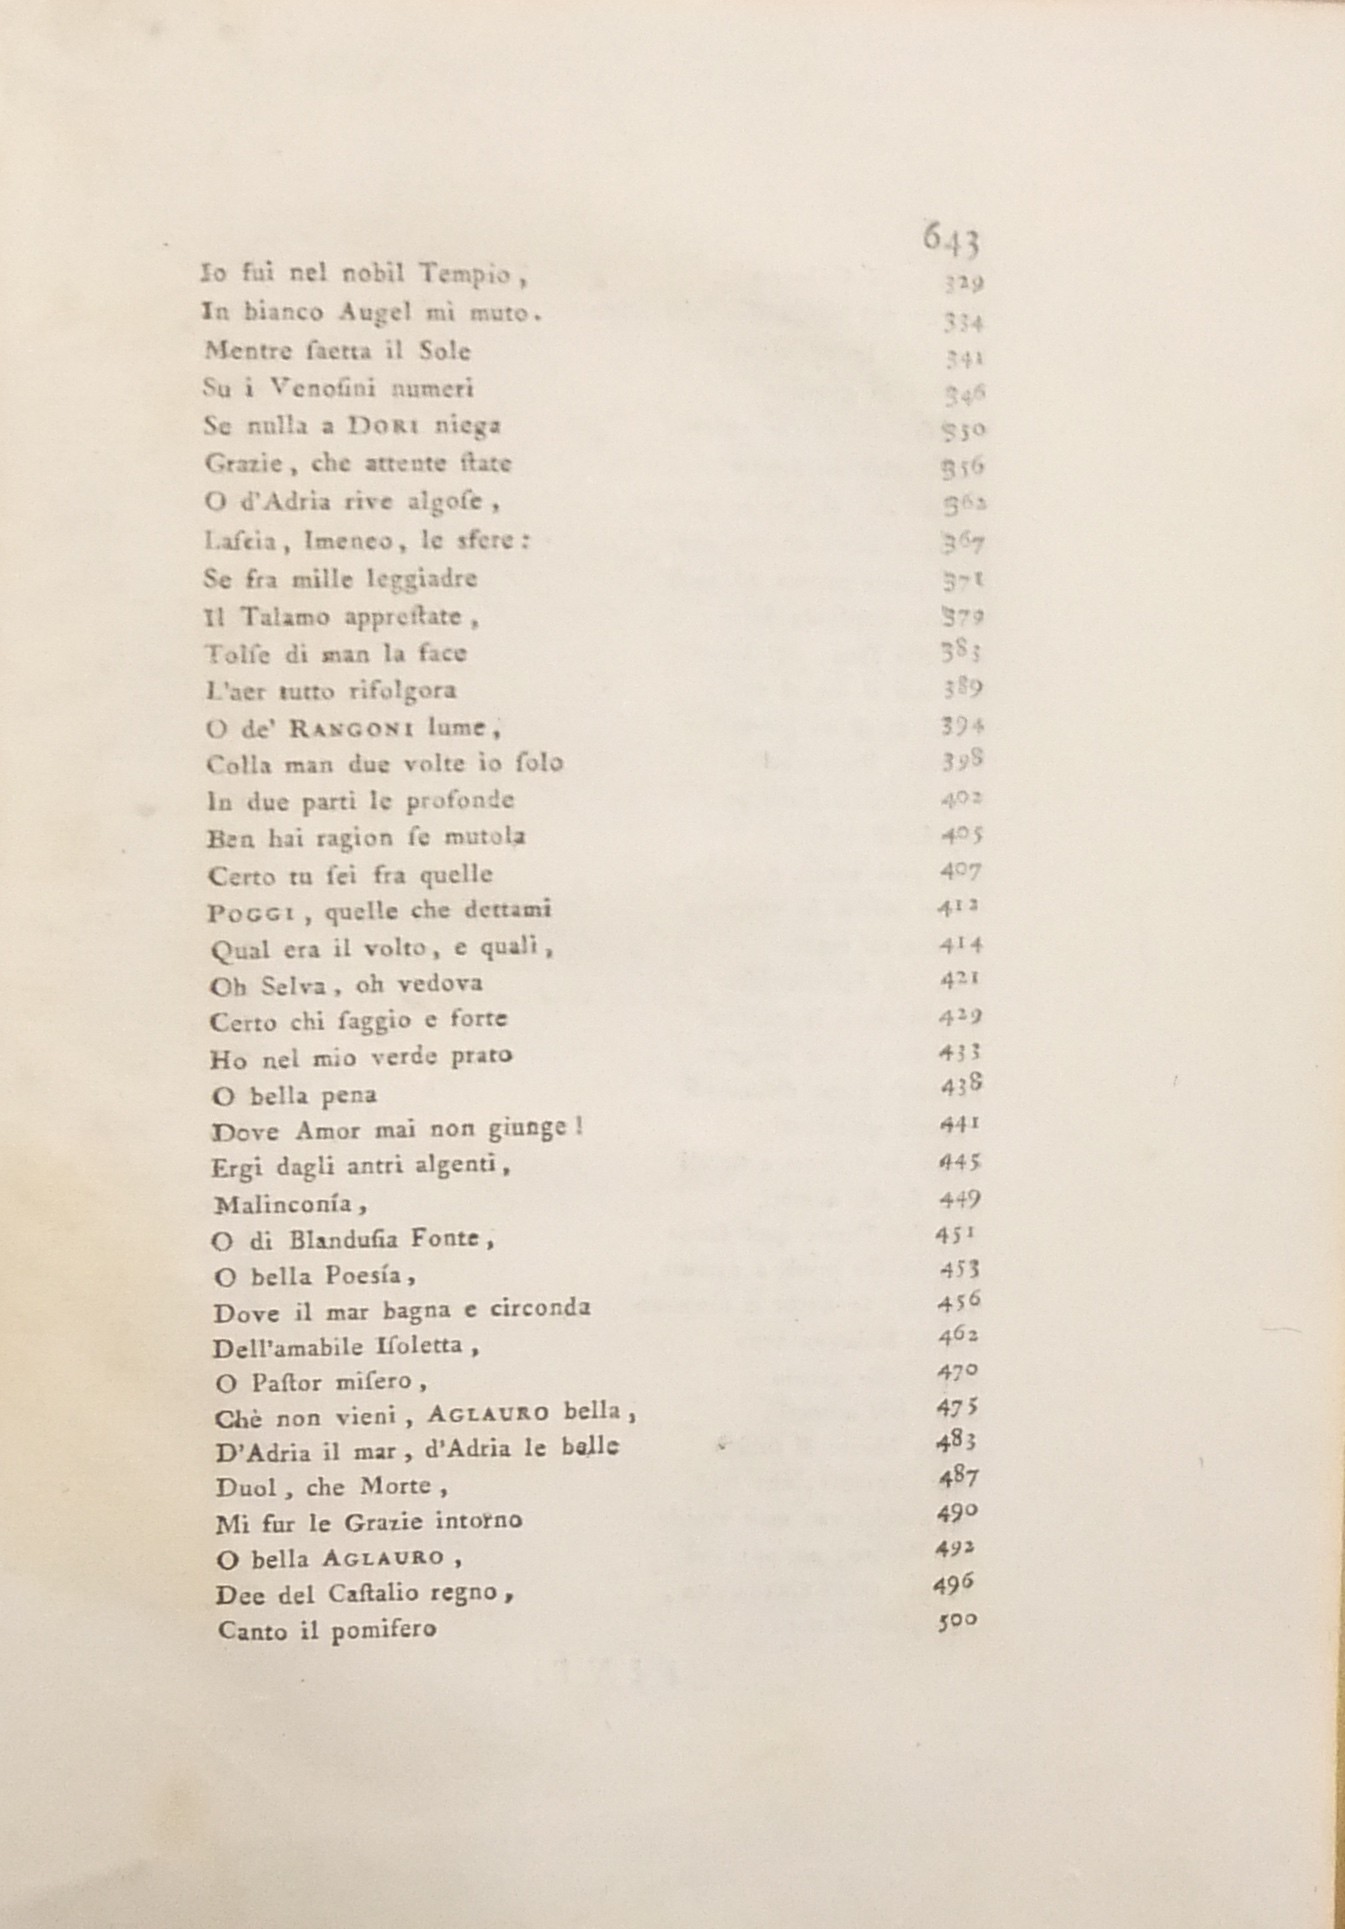 643
Io fui nel nobil Tempio, 329
In bianco Augel mi muto. 334
Mentre ſaetta il Sole 341
Su i Venoſini numeri 346
Se nulla a DORI niega 350
Grazie, che attente ſtate 356
O d'Adria rive algoſe, 362
Laſcia, Imeneo, le sfere: 367
Se fra mille leggiadre 371
Il Talamo appreſtate, 379
Tolſe di man la face 383
L'aer tutto rifolgora 389
O de' RANGONI lume, 394
Colla man due volte io ſolo 398
In due parti le profonde 402
Ben hai ragion ſe mutola 405
Certo tu ſei fra quelle 407
POGGI, quelle che dettami 412
Qual era il volto, e quali, 414
Oh Selva, oh vedova 421
Certo chi ſaggio e forte 429
Ho nel mio verde prato 433
O bella pena 438
Dove Amor mai non giunge! 441
Ergi dagli antri algenti, 445
Malinconía, 449
O di Blanduſia Fonte, 451
O bella Poesía, 453
Dove il mar bagna e circonda 456
Dell'amabile Iſoletta, 462
O Paſtor miſero, 470
Chè non vieni, AGLAURO bella, 475
D'Adria il mar, d'Adria le belle 483
Duol, che Morte, 487
Mi fur le Grazie intorno 490
O bella AGLAURO, 492
Dee del Caſtalio regno, 496
Canto il pomifero 500